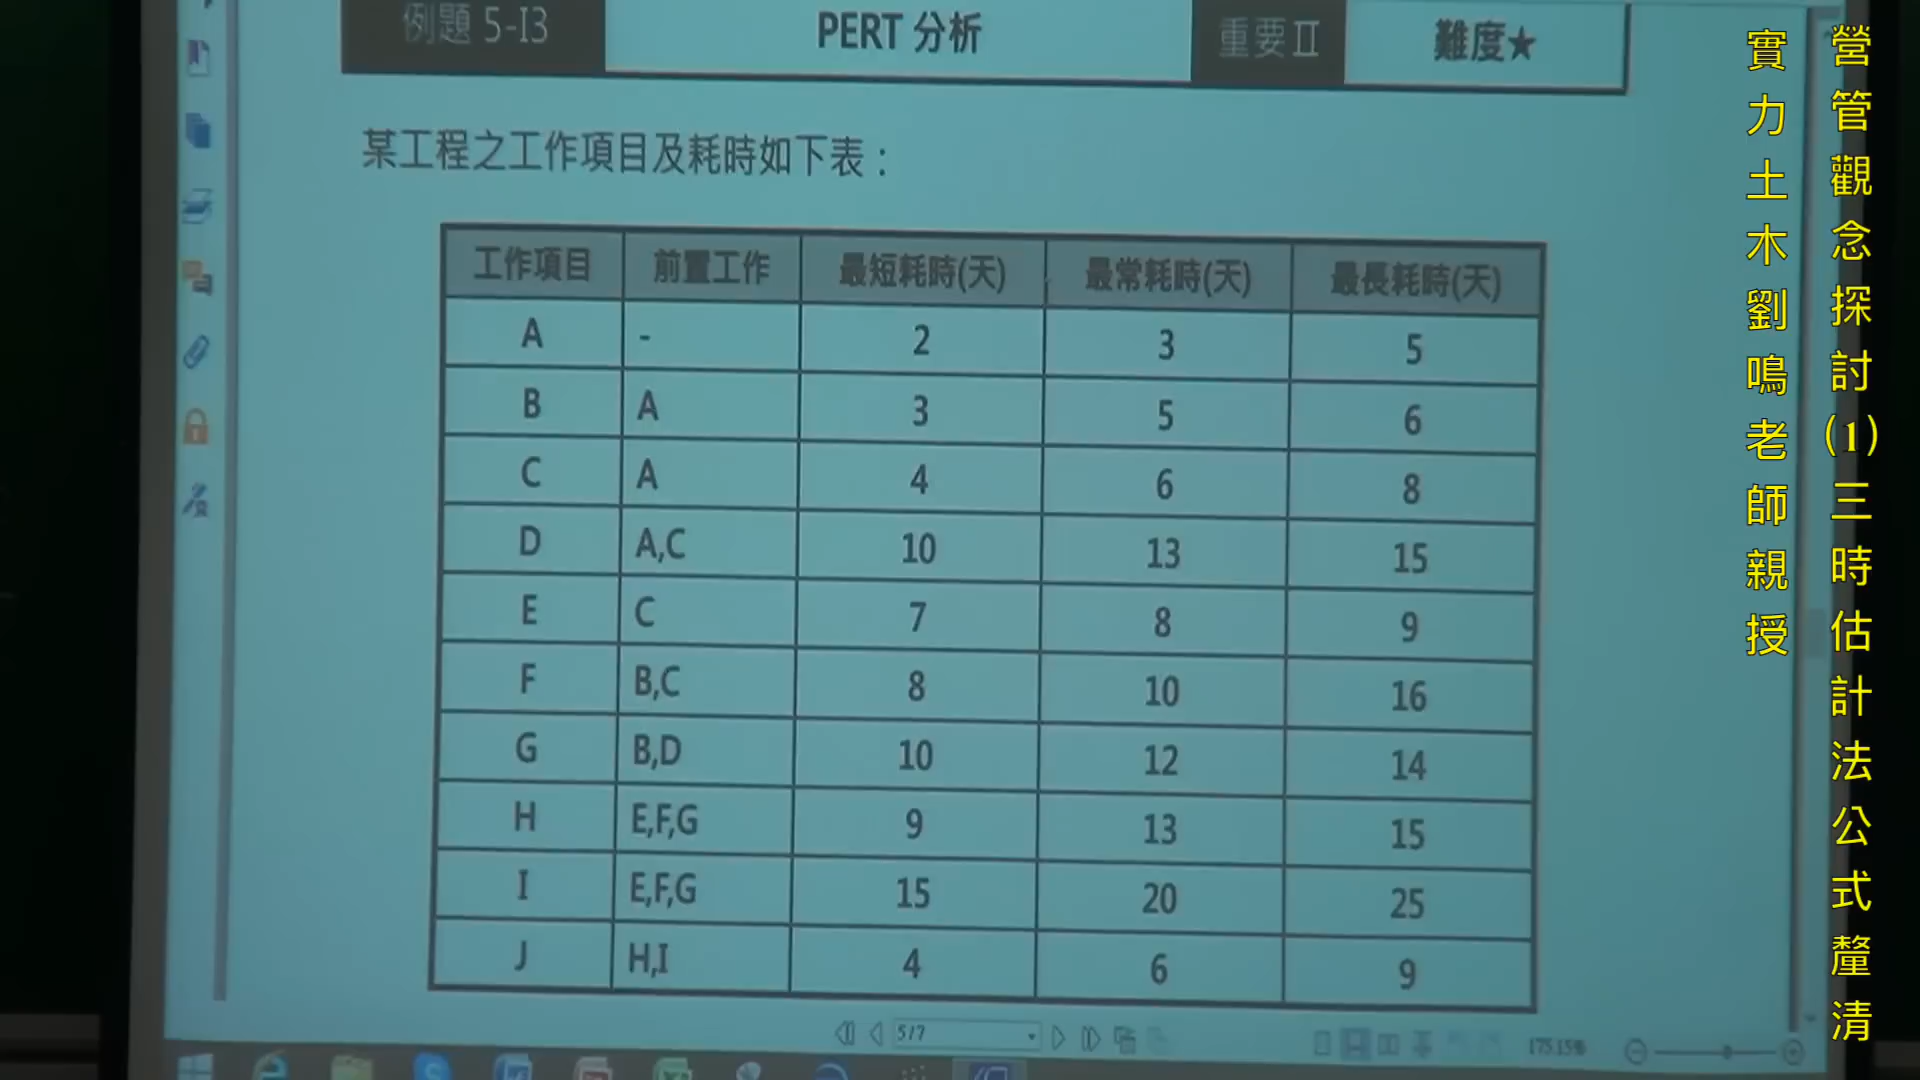 例題 5-I3
PERT 分析
重要Ⅱ
難度★
某工程之工作項目及耗時如下表：
工作項目 前置工作 最短耗時(天) 最常耗時(天) 最長耗時(天)
A - 2 3 5
B A 3 5 6
C A 4 6 8
D A,C 10 13 15
E C 7 8 9
F B,C 8 10 16
G B,D 10 12 14
H E,F,G 9 13 15
I E,F,G 15 20 25
J H,I 4 6 9
5/7
175.15%
營管觀念探討(1)三時估計法公式釐清
實力土木劉鳴老師親授